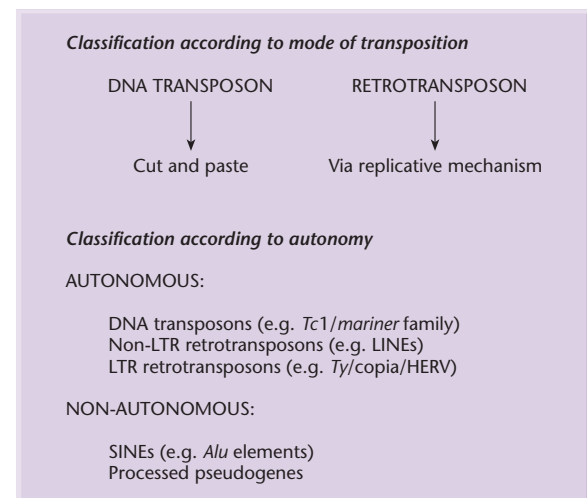 Classification according to mode of transposition
DNA TRANSPOSON RETROTRANSPOSON
Cut and paste Via replicative mechanism
Classification according to autonomy
AUTONOMOUS:
DNA transposons (e.g. Tc1/mariner family)
Non-LTR retrotransposons (e.g. LINEs)
LTR retrotransposons (e.g. Ty/copia/HERV)
NON-AUTONOMOUS:
SINEs (e.g. Alu elements)
Processed pseudogenes